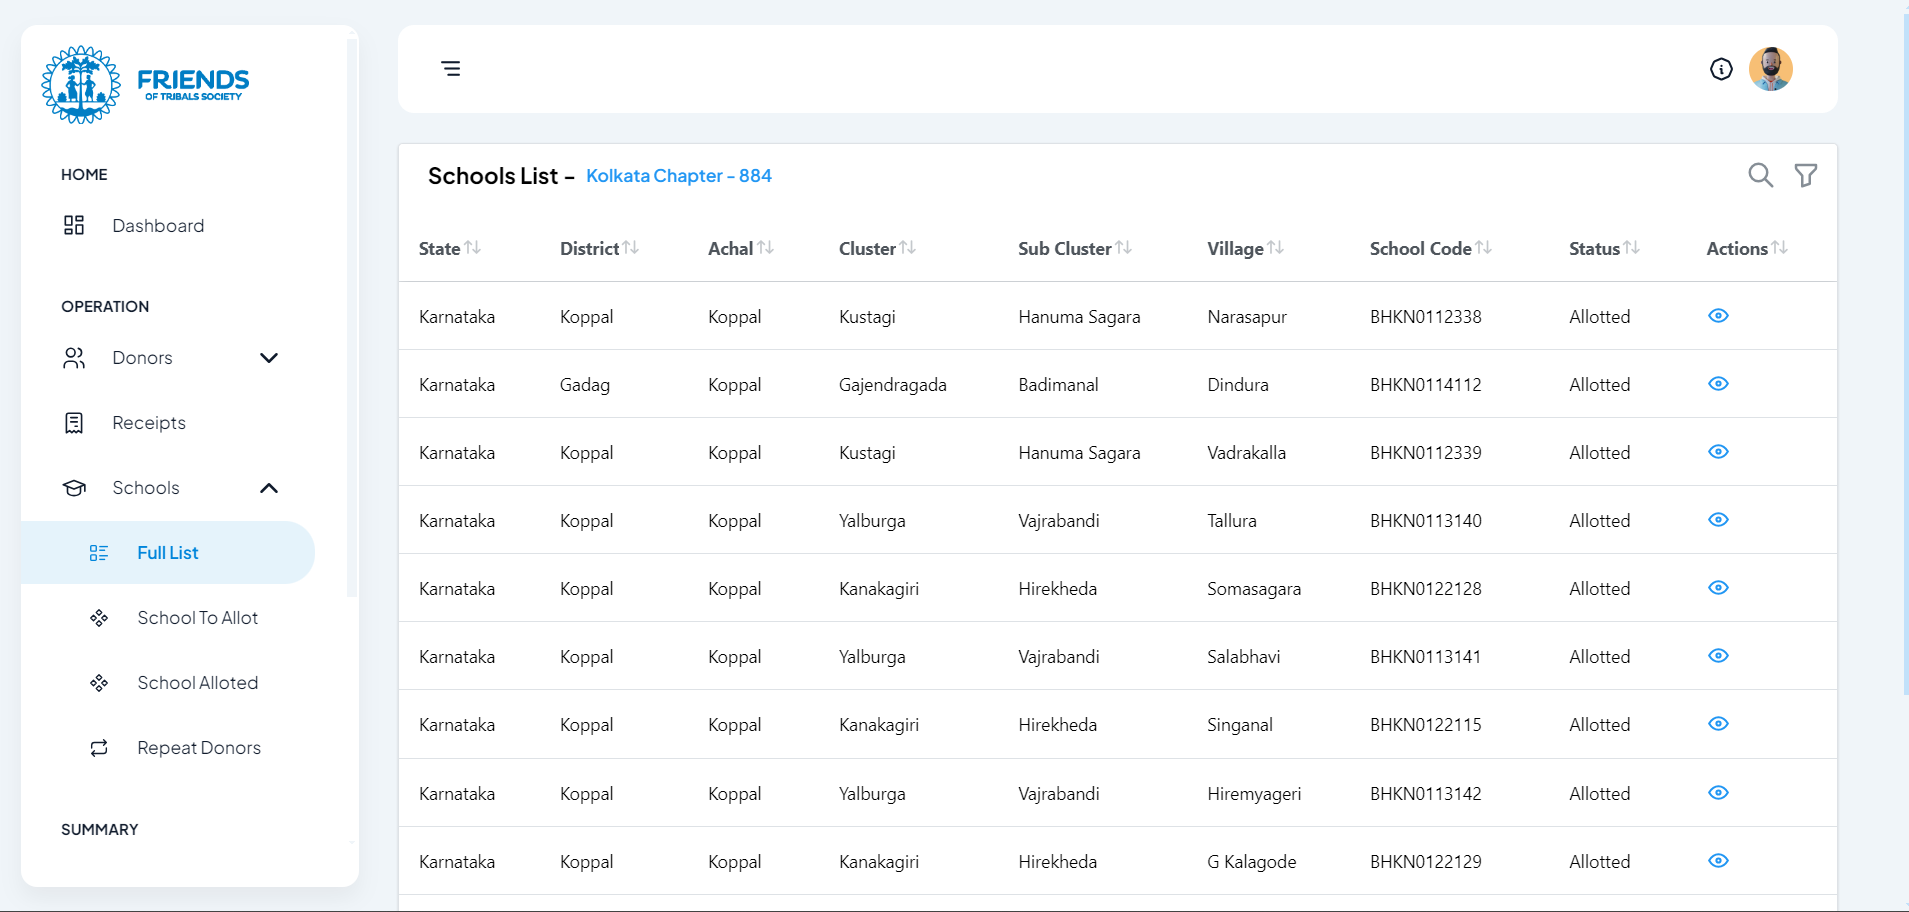 FRIENDS
OF TRIBALS SOCIETY
HOME
Dashboard
OPERATION
Donors
Receipts
Schools
Full List
School To Allot
School Alloted
Repeat Donors
SUMMARY
Schools List – Kolkata Chapter - 884
State District Achal Cluster Sub Cluster Village School Code Status Actions
Karnataka Koppal Koppal Kustagi Hanuma Sagara Narasapur BHKN0112338 Allotted
Karnataka Gadag Koppal Gajendragada Badimanal Dindura BHKN0114112 Allotted
Karnataka Koppal Koppal Kustagi Hanuma Sagara Vadrakalla BHKN0112339 Allotted
Karnataka Koppal Koppal Yalburga Vajrabandi Tallura BHKN0113140 Allotted
Karnataka Koppal Koppal Kanakagiri Hirekheda Somasagara BHKN0122128 Allotted
Karnataka Koppal Koppal Yalburga Vajrabandi Salabhavi BHKN0113141 Allotted
Karnataka Koppal Koppal Kanakagiri Hirekheda Singanal BHKN0122115 Allotted
Karnataka Koppal Koppal Yalburga Vajrabandi Hiremyageri BHKN0113142 Allotted
Karnataka Koppal Koppal Kanakagiri Hirekheda G Kalagode BHKN0122129 Allotted